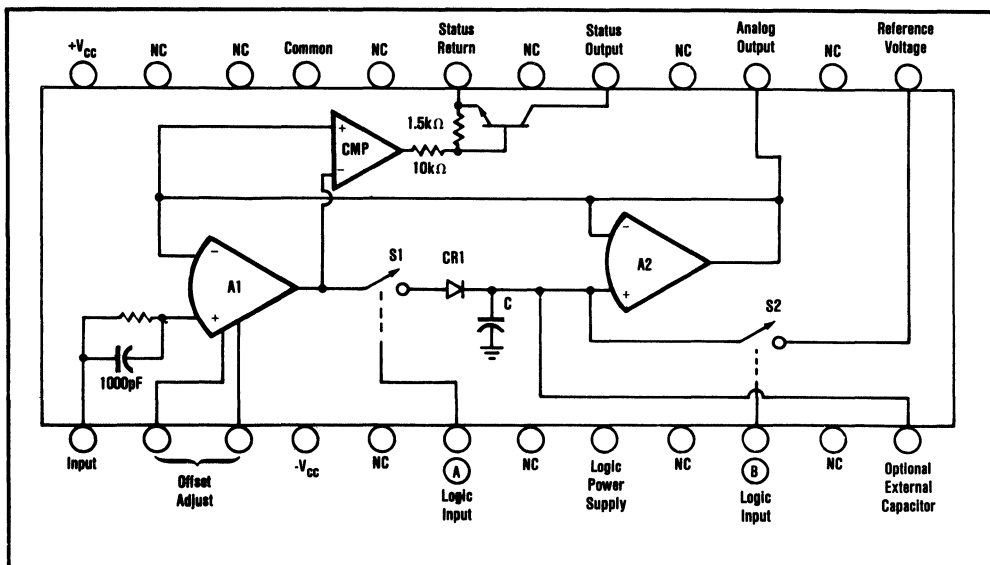 +Vcc
NC
NC
Common
NC
Status
Return
NC
Status
Output
NC
Analog
Output
NC
Reference
Voltage
1.5kΩ
+
CMP
-
10kΩ
-
A1
+
S1
CR1
C
-
A2
+
S2
1000pF
Input
Offset
Adjust
-Vcc
NC
A
Logic
Input
NC
Logic
Power
Supply
NC
B
Logic
Input
NC
Optional
External
Capacitor